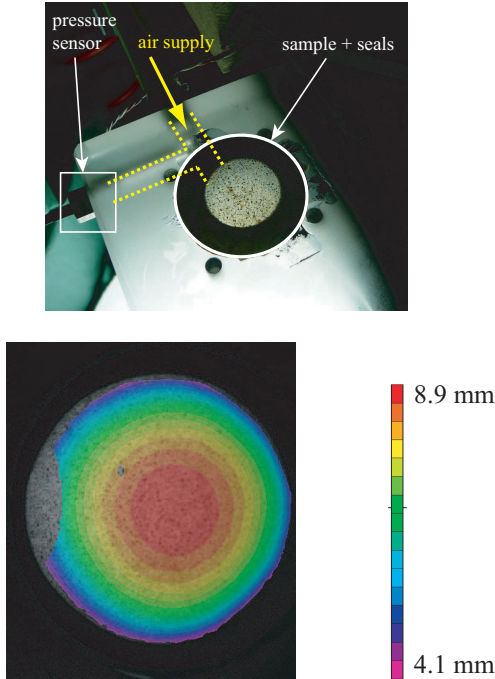 pressure
sensor
air supply
sample + seals
8.9 mm
4.1 mm